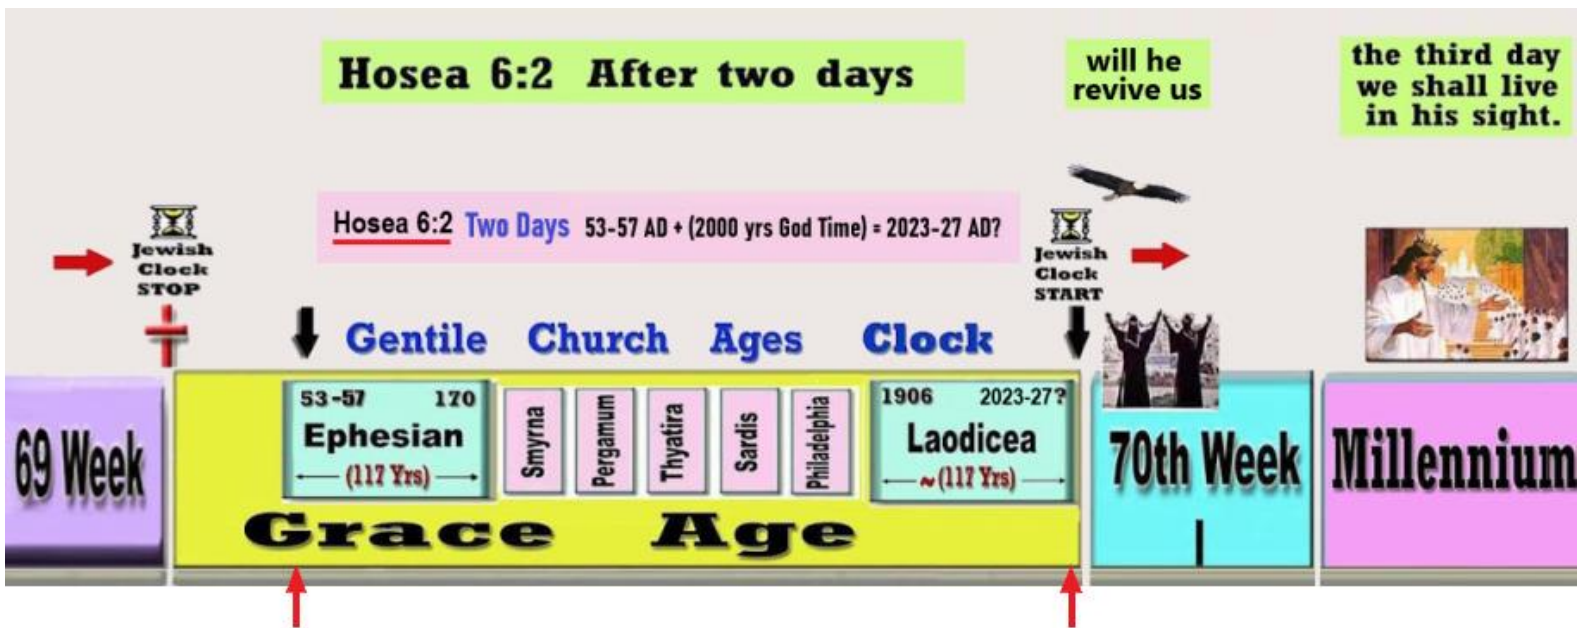 Hosea 6:2 After two days
will he
revive us
the third day
we shall live
in his sight.
Hosea 6:2 Two Days 53-57 AD + (2000 yrs God Time) = 2023-27 AD?
Jewish
Clock
STOP
Jewish
Clock
START
Gentile Church Ages Clock
69 Week
53-57 170
Ephesian
(117 Yrs)
Smyrna
Pergamum
Thyatira
Sardis
Philadelphia
1906 2023-27?
Laodicea
~(117 Yrs)
70th Week
Millennium
Grace Age